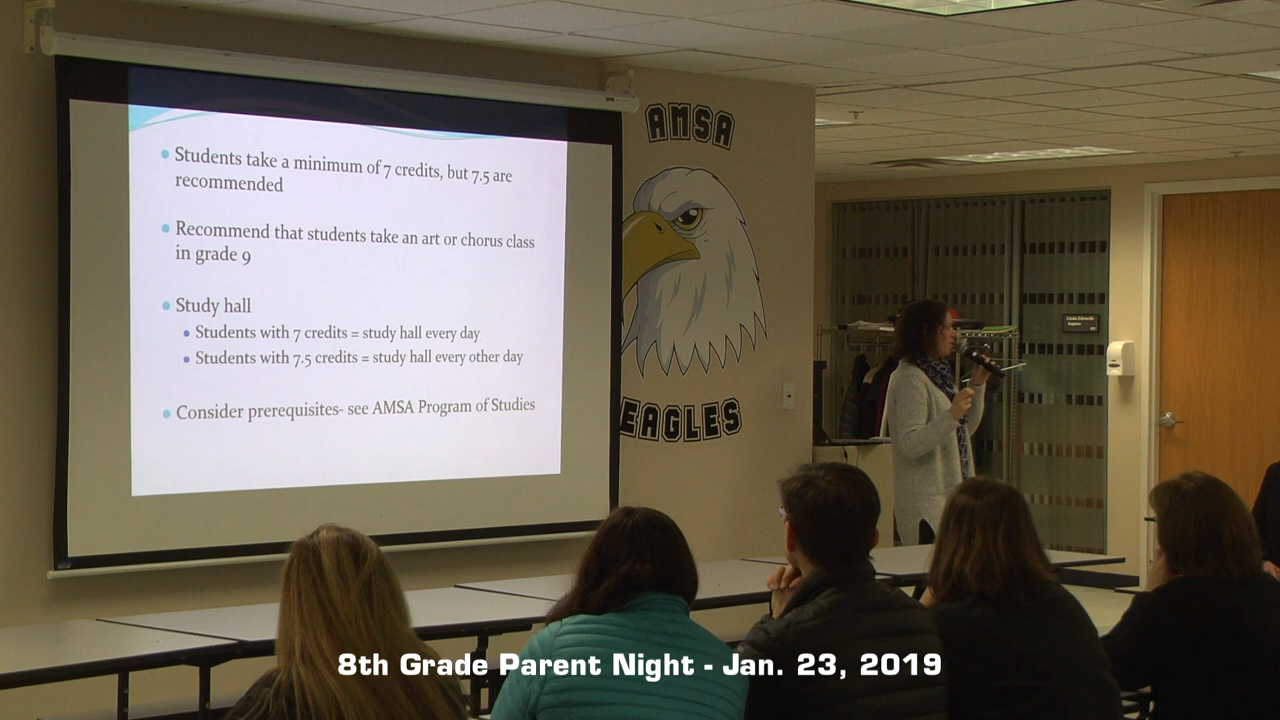 AMSA
Students take a minimum of 7 credits, but 7.5 are
recommended
Recommend that students take an art or chorus class
in grade 9
Study hall
Students with 7 credits = study hall every day
Students with 7.5 credits = study hall every other day
Consider prerequisites- see AMSA Program of Studies
EAGLES
Linda Edmonds
8th Grade Parent Night - Jan. 23, 2019